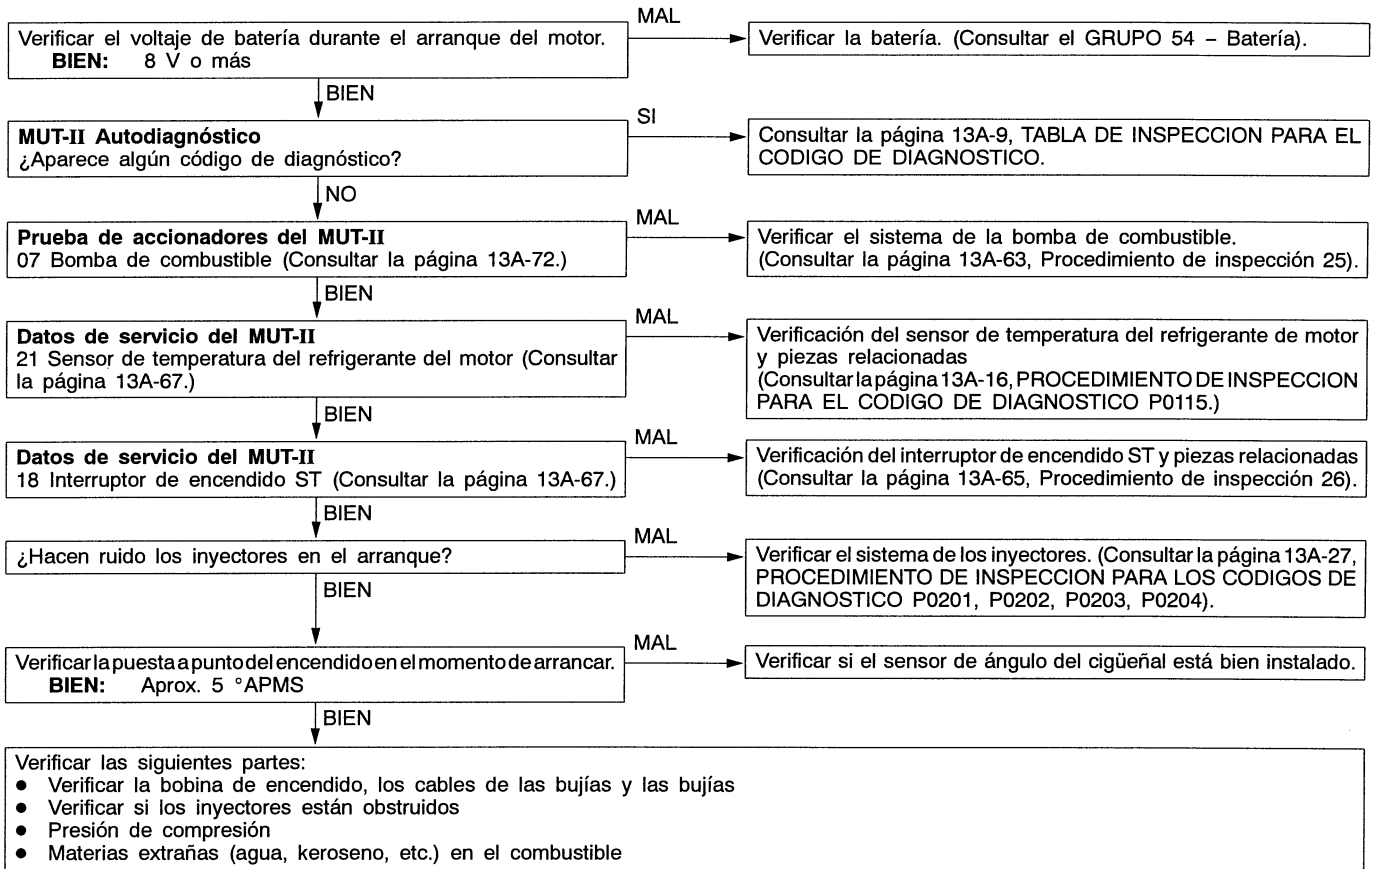 MAL
Verificar el voltaje de batería durante el arranque del motor.
BIEN: 8 V o más
Verificar la batería. (Consultar el GRUPO 54 – Batería).
BIEN
SI
MUT-II Autodiagnóstico
¿Aparece algún código de diagnóstico?
Consultar la página 13A-9, TABLA DE INSPECCION PARA EL
CODIGO DE DIAGNOSTICO.
NO
MAL
Prueba de accionadores del MUT-II
07 Bomba de combustible (Consultar la página 13A-72.)
Verificar el sistema de la bomba de combustible.
(Consultar la página 13A-63, Procedimiento de inspección 25).
BIEN
MAL
Datos de servicio del MUT-II
21 Sensor de temperatura del refrigerante del motor (Consultar
la página 13A-67.)
Verificación del sensor de temperatura del refrigerante de motor
y piezas relacionadas
(Consultar la página 13A-16, PROCEDIMIENTO DE INSPECCION
PARA EL CODIGO DE DIAGNOSTICO P0115.)
BIEN
MAL
Datos de servicio del MUT-II
18 Interruptor de encendido ST (Consultar la página 13A-67.)
Verificación del interruptor de encendido ST y piezas relacionadas
(Consultar la página 13A-65, Procedimiento de inspección 26).
BIEN
MAL
¿Hacen ruido los inyectores en el arranque?
Verificar el sistema de los inyectores. (Consultar la página 13A-27,
PROCEDIMIENTO DE INSPECCION PARA LOS CODIGOS DE
DIAGNOSTICO P0201, P0202, P0203, P0204).
BIEN
MAL
Verificar la puesta a punto del encendido en el momento de arrancar.
BIEN: Aprox. 5 °APMS
Verificar si el sensor de ángulo del cigüeñal está bien instalado.
BIEN
Verificar las siguientes partes:
● Verificar la bobina de encendido, los cables de las bujías y las bujías
● Verificar si los inyectores están obstruidos
● Presión de compresión
● Materias extrañas (agua, keroseno, etc.) en el combustible